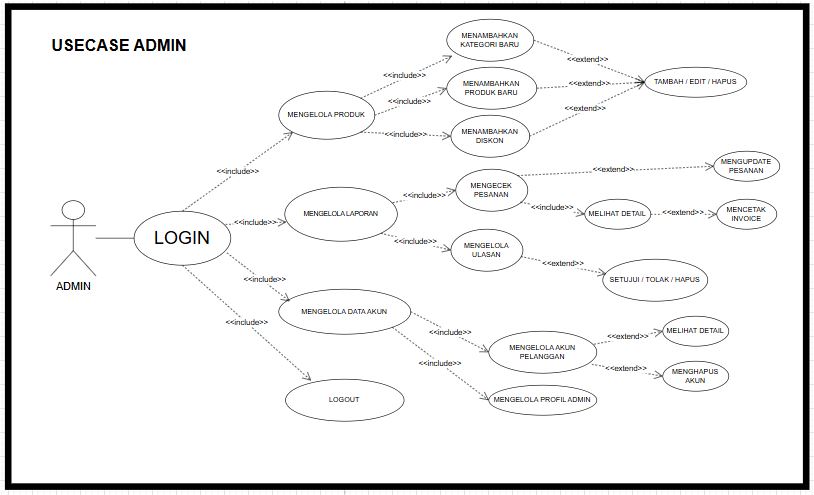 USECASE ADMIN
MENAMBAHKAN
KATEGORI BARU
<<extend>>
<<include>>
MENAMBAHKAN
PRODUK BARU
<<extend>>
TAMBAH / EDIT / HAPUS
<<include>>
MENGELOLA PRODUK
<<extend>>
<<include>>
MENAMBAHKAN
DISKON
<<include>>
<<extend>>
MENGUPDATE
PESANAN
MENGECEK
PESANAN
<<include>>
MENGELOLA LAPORAN
<<include>>
MELIHAT DETAIL
<<extend>>
MENCETAK
INVOICE
<<include>>
LOGIN
<<include>>
MENGELOLA
ULASAN
<<extend>>
SETUJUI / TOLAK / HAPUS
ADMIN
<<include>>
MENGELOLA DATA AKUN
<<include>>
<<include>>
MENGELOLA AKUN
PELANGGAN
<<extend>>
MELIHAT DETAIL
<<extend>>
MENGHAPUS
AKUN
<<include>>
MENGELOLA PROFIL ADMIN
LOGOUT